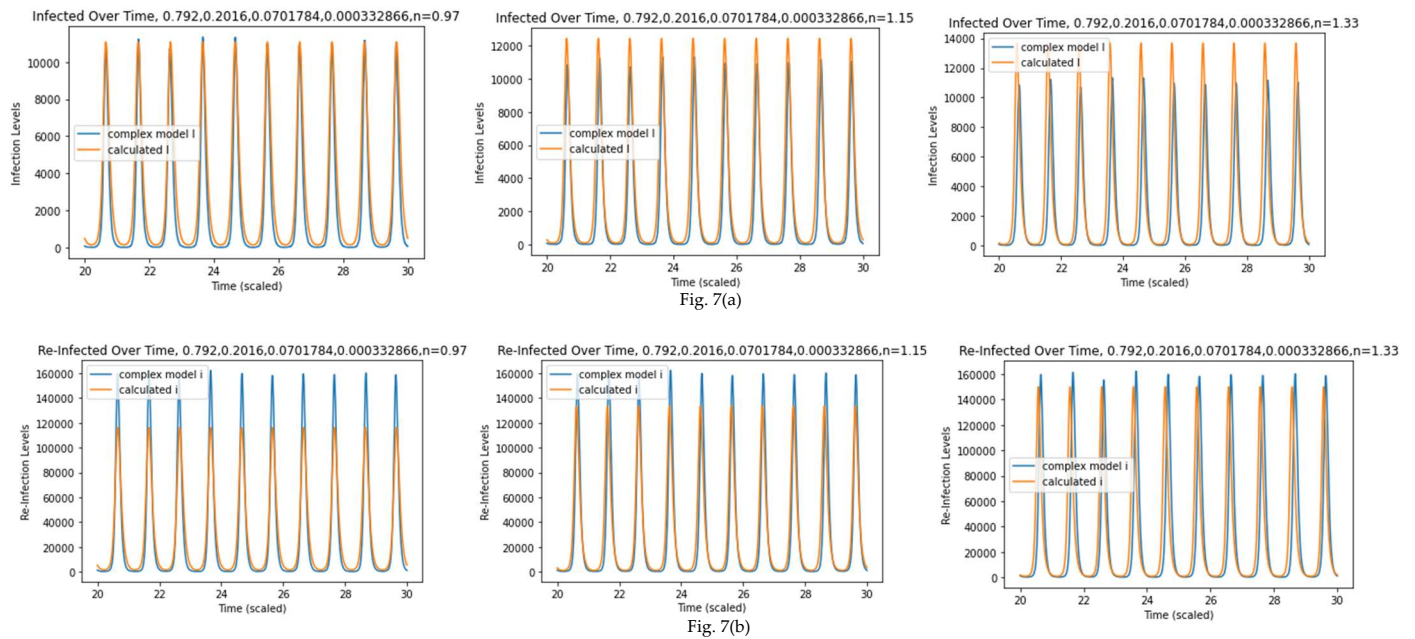 Infected Over Time, 0.792,0.2016,0.0701784,0.000332866,n=0.97
10000
8000
6000
4000
2000
0
Infection Levels
complex model I
calculated I
20 22 24 26 28 30
Time (scaled)
Infected Over Time, 0.792,0.2016,0.0701784,0.000332866,n=1.15
12000
10000
8000
6000
4000
2000
0
Infection Levels
complex model I
calculated I
20 22 24 26 28 30
Time (scaled)
Infected Over Time, 0.792,0.2016,0.0701784,0.000332866,n=1.33
14000
12000
10000
8000
6000
4000
2000
0
Infection Levels
complex model I
calculated I
20 22 24 26 28 30
Time (scaled)
Fig. 7(a)
Re-Infected Over Time, 0.792,0.2016,0.0701784,0.000332866,n=0.97
160000
140000
120000
100000
80000
60000
40000
20000
0
Re-Infection Levels
complex model i
calculated i
20 22 24 26 28 30
Time (scaled)
Re-Infected Over Time, 0.792,0.2016,0.0701784,0.000332866,n=1.15
160000
140000
120000
100000
80000
60000
40000
20000
0
Re-Infection Levels
complex model i
calculated i
20 22 24 26 28 30
Time (scaled)
Re-Infected Over Time, 0.792,0.2016,0.0701784,0.000332866,n=1.33
160000
140000
120000
100000
80000
60000
40000
20000
0
Re-Infection Levels
complex model i
calculated i
20 22 24 26 28 30
Time (scaled)
Fig. 7(b)